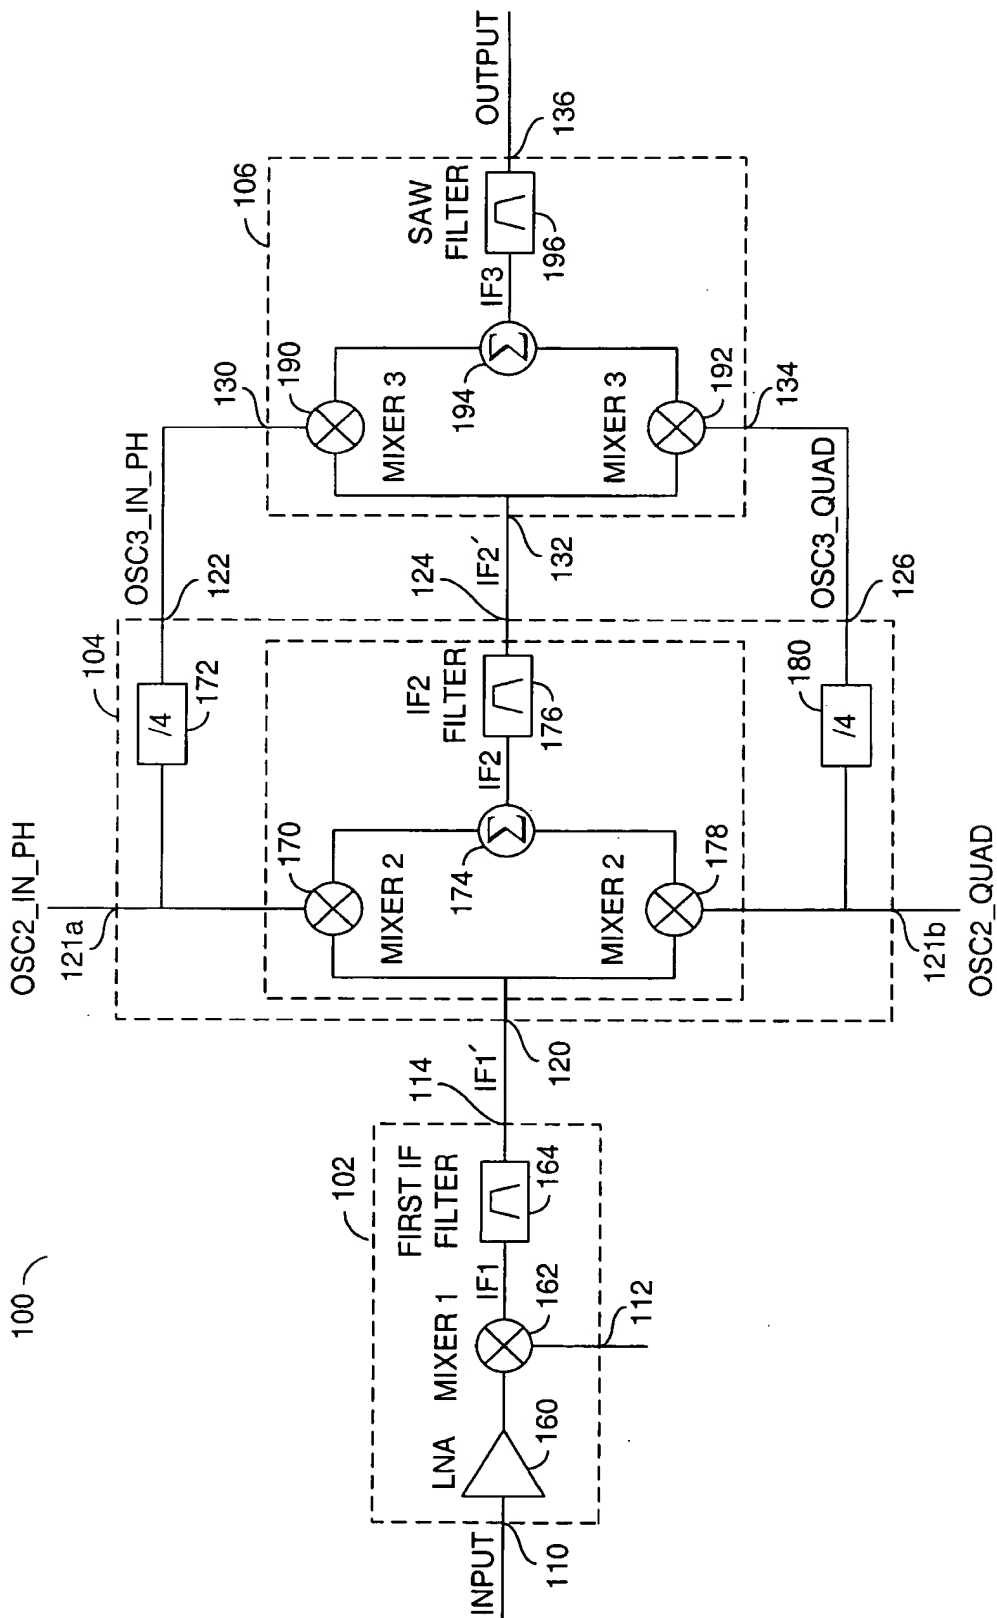 100
INPUT
110
LNA
160
MIXER 1
162
112
IF1
FIRST IF
FILTER
164
102
114
IF1′
120
OSC2_IN_PH
121a
104
/4
172
122
OSC3_IN_PH
170
MIXER 2
174
IF2
IF2
FILTER
176
MIXER 2
178
/4
180
121b
OSC2_QUAD
126
OSC3_QUAD
124
IF2′
132
130
190
106
MIXER 3
194
IF3
SAW
FILTER
196
MIXER 3
192
134
136
OUTPUT